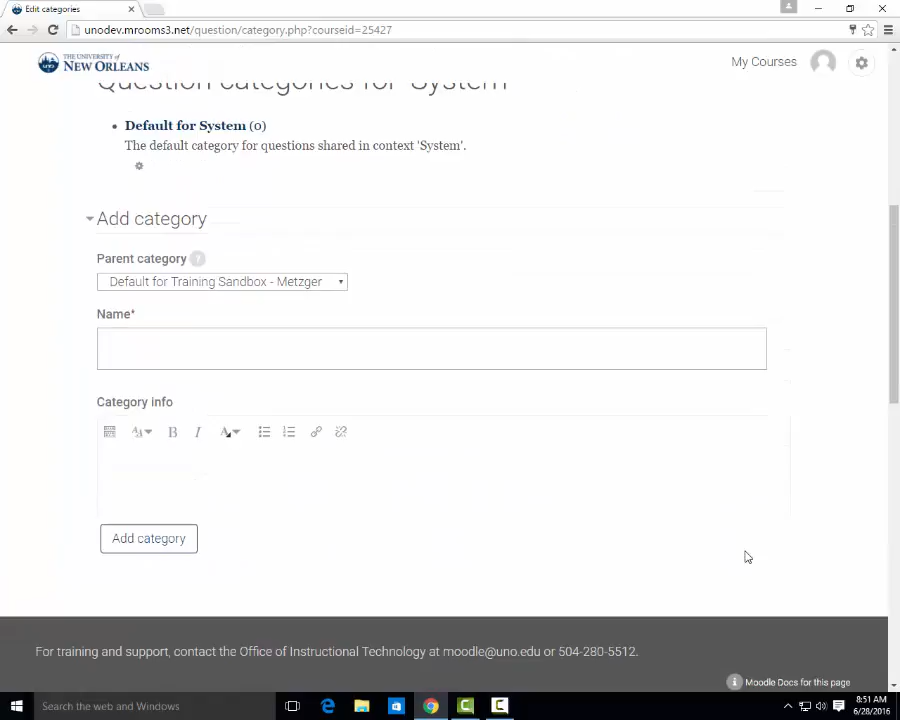 Edit categories
unodev.mrooms3.net/question/category.php?courseid=25427
THE UNIVERSITY of
NEW ORLEANS
My Courses
Question categories for 'System'
Default for System (0)
The default category for questions shared in context 'System'.
Add category
Parent category ?
Default for Training Sandbox - Metzger
Name*
Category info
Add category
For training and support, contact the Office of Instructional Technology at moodle@uno.edu or 504-280-5512.
Moodle Docs for this page
Search the web and Windows
8:51 AM
6/28/2016